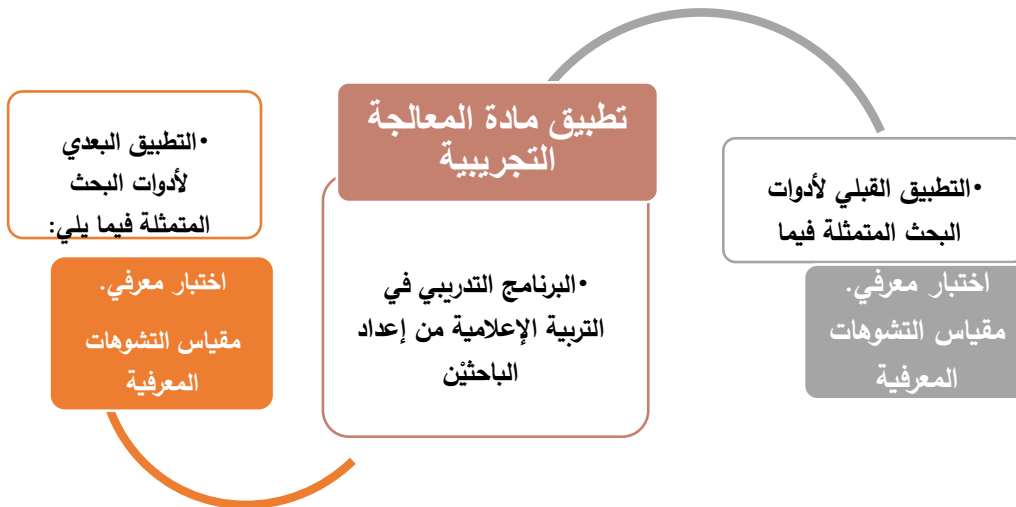 •التطبيق القبلي لأدوات
البحث المتمثلة فيما
اختبار معرفي.
مقياس التشوهات
المعرفية
تطبيق مادة المعالجة
التجريبية
•البرنامج التدريبي في
التربية الإعلامية من إعداد
الباحثيْن
•التطبيق البعدي
لأدوات البحث
المتمثلة فيما يلي:
اختبار معرفي.
مقياس التشوهات
المعرفية